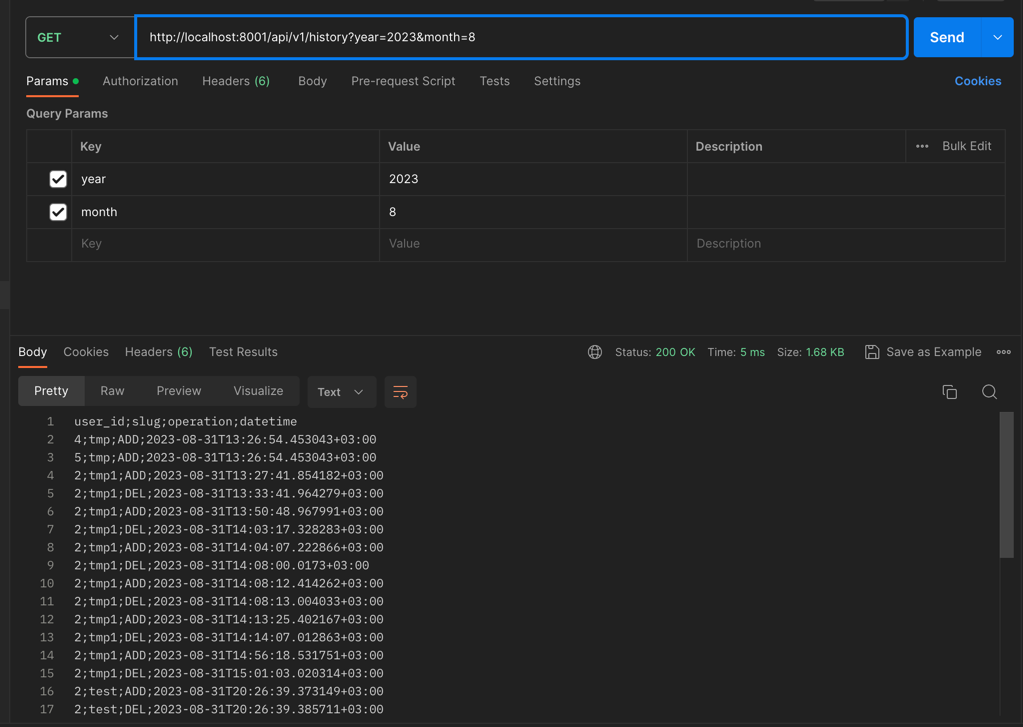 GET http://localhost:8001/api/v1/history?year=2023&month=8 Send
Params Authorization Headers (6) Body Pre-request Script Tests Settings Cookies
Query Params
Key Value Description Bulk Edit
year 2023
month 8
Key Value Description
Body Cookies Headers (6) Test Results Status: 200 OK Time: 5 ms Size: 1.68 KB Save as Example
Pretty Raw Preview Visualize Text
1 user_id;slug;operation;datetime
2 4;tmp;ADD;2023-08-31T13:26:54.453043+03:00
3 5;tmp;ADD;2023-08-31T13:26:54.453043+03:00
4 2;tmp1;ADD;2023-08-31T13:27:41.854182+03:00
5 2;tmp1;DEL;2023-08-31T13:33:41.964279+03:00
6 2;tmp1;ADD;2023-08-31T13:50:48.967991+03:00
7 2;tmp1;DEL;2023-08-31T14:03:17.328283+03:00
8 2;tmp1;ADD;2023-08-31T14:04:07.222866+03:00
9 2;tmp1;DEL;2023-08-31T14:08:00.0173+03:00
10 2;tmp1;ADD;2023-08-31T14:08:12.414262+03:00
11 2;tmp1;DEL;2023-08-31T14:08:13.004033+03:00
12 2;tmp1;ADD;2023-08-31T14:13:25.402167+03:00
13 2;tmp1;DEL;2023-08-31T14:14:07.012863+03:00
14 2;tmp1;ADD;2023-08-31T14:56:18.531751+03:00
15 2;tmp1;DEL;2023-08-31T15:01:03.020314+03:00
16 2;test;ADD;2023-08-31T20:26:39.373149+03:00
17 2;test;DEL;2023-08-31T20:26:39.385711+03:00